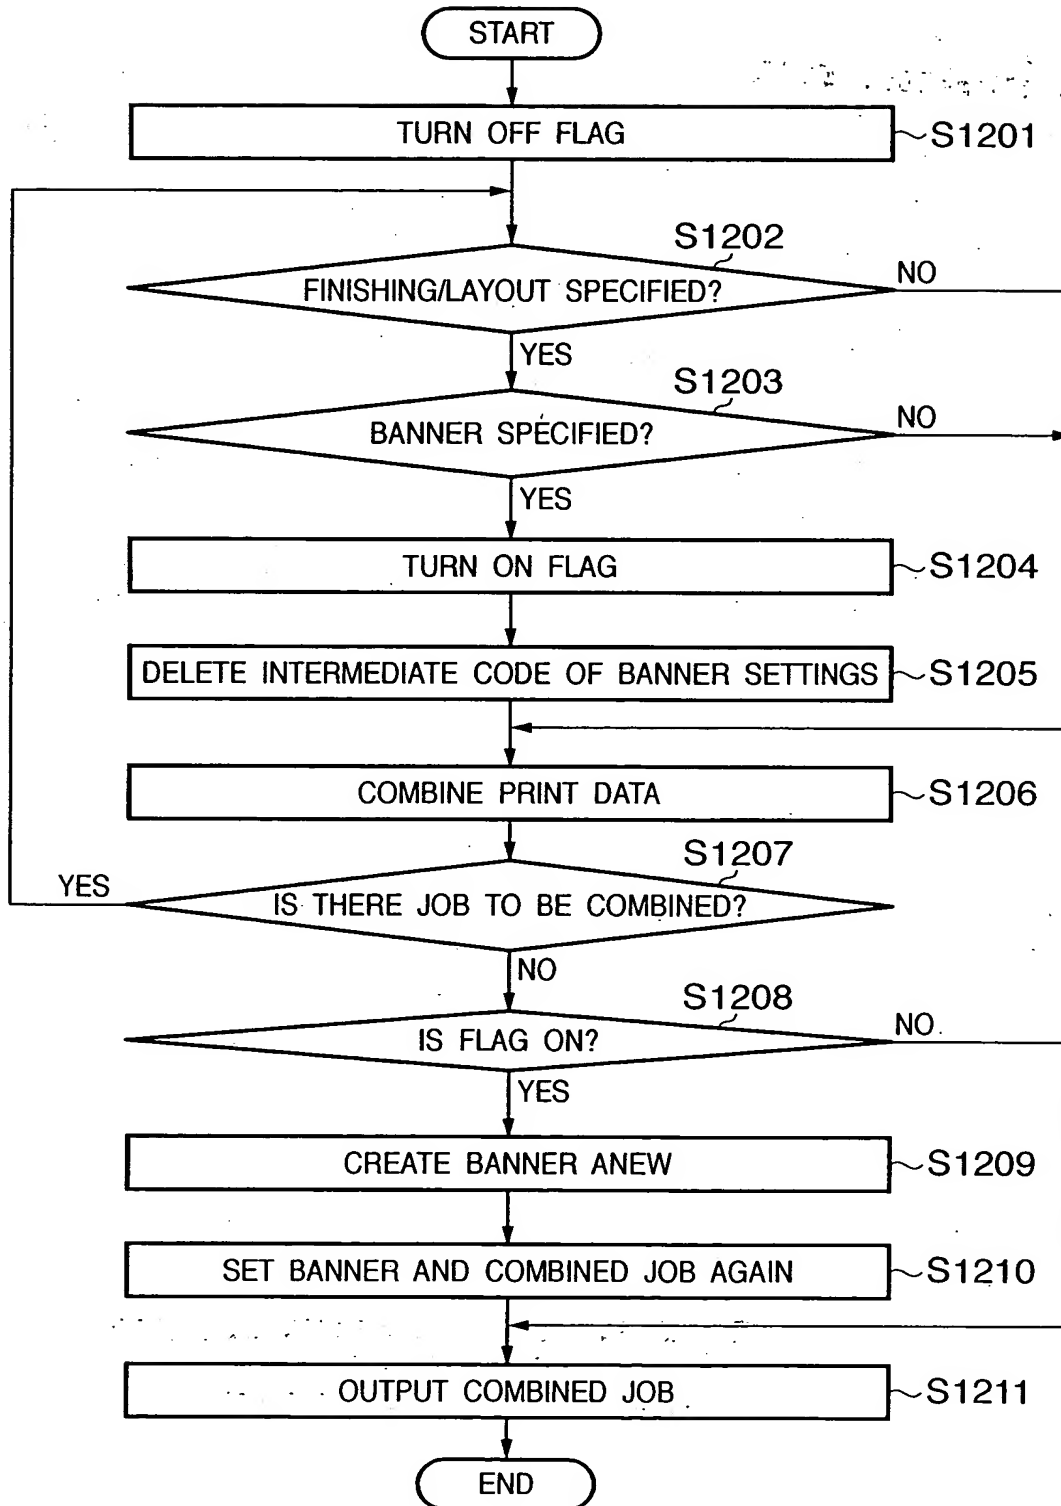 START
TURN OFF FLAG
S1201
S1202
FINISHING/LAYOUT SPECIFIED?
NO
YES
S1203
BANNER SPECIFIED?
NO
YES
TURN ON FLAG
S1204
DELETE INTERMEDIATE CODE OF BANNER SETTINGS
S1205
COMBINE PRINT DATA
S1206
S1207
YES
IS THERE JOB TO BE COMBINED?
NO
S1208
IS FLAG ON?
NO
YES
CREATE BANNER ANEW
S1209
SET BANNER AND COMBINED JOB AGAIN
S1210
OUTPUT COMBINED JOB
S1211
END